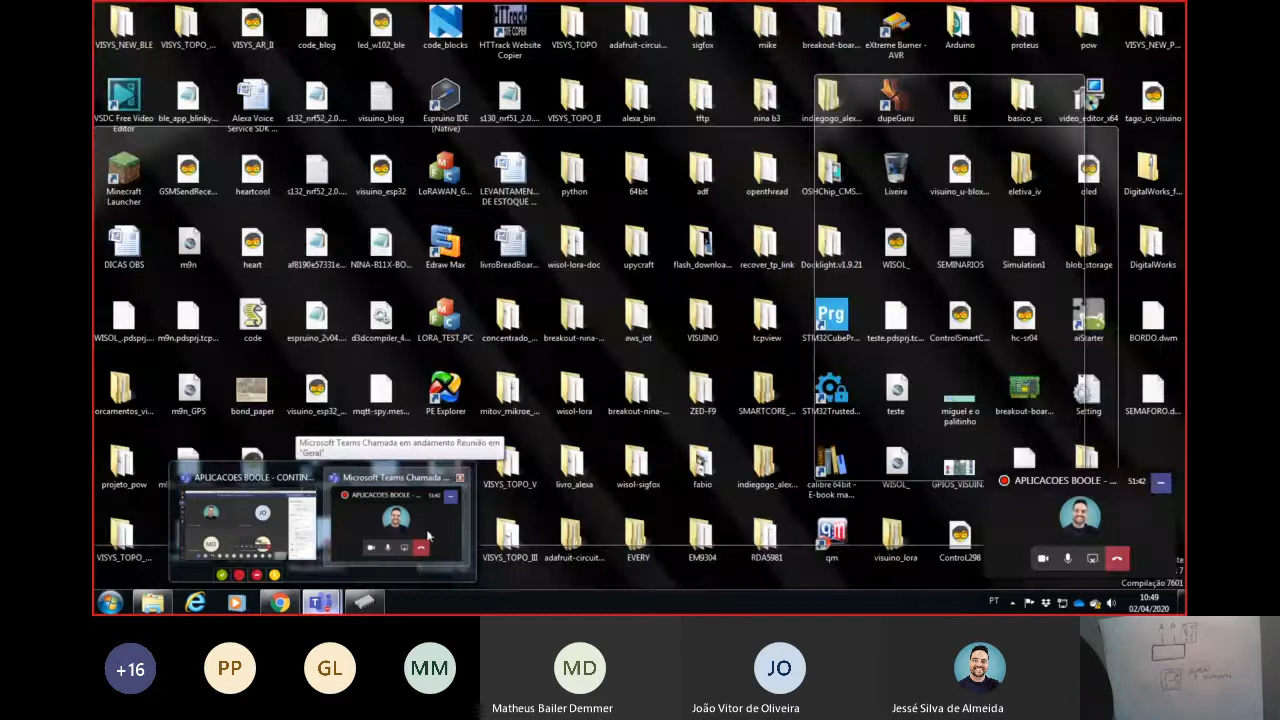 VISYS_NEW_BLE
VISYS_TOPO_...
VISYS_AR_II
code_blog
led_w102_ble
code_blocks
HTTrack Website
Copier
VISYS_TOPO
adafruit-circui...
sigfox
mike
breakout-boar...
eXtreme Burner -
AVR
Arduino
proteus
pow
VISYS_NEW_P...
VSDC Free Video
Editor
ble_app_blinky...
Alexa Voice
Service SDK ...
s132_nrf52_2.0....
visuino_blog
Espruino IDE
(Native)
s130_nrf51_2.0....
VISYS_TOPO_II
alexa_bin
tftp
nina b3
indiegogo_alex...
dupeGuru
BLE
basico_es
video_editor_x64
tago_io_visuino
Minecraft
Launcher
GSMSendRece...
heartcool
s132_nrf52_2.0....
visuino_esp32
LoRAWAN_G...
LEVANTAMEN...
DE ESTOQUE ...
python
64bit
adf
openthread
OSHChip_CMS...
Lixeira
visuino_u-blox...
eletiva_iv
oled
DigitalWorks_f...
DICAS OBS
m9n
heart
af8190e57331e...
NINA-B11X-BO...
Edraw Max
livroBreadBoar...
wisol-lora-doc
upycraft
flash_downloa...
recover_tp_link
Docklight.v1.9.21
WISOL_
SEMINARIOS
Simulation1
blob_storage
DigitalWorks
WISOL_.pdsprj....
m9n.pdsprj.tcp...
code
espruino_2v04....
d3dcompiler_4...
LORA_TEST_PC
concentrado_...
breakout-nina-...
aws_iot
VISUINO
tcpview
STM32CubePr...
teste.pdsprj.tc...
ControlSmartC...
hc-sr04
aiStarter
BORDO.dwm
orcamentos_vi...
m9n_GPS
bond_paper
visuino_esp32_...
mqtt-spy.mes...
PE Explorer
mitov_mikroe_...
wisol-lora
breakout-nina-...
ZED-F9
SMARTCORE_...
STM32Trusted...
teste
miguel e o
palitinho
breakout-boar...
Setting
SEMAFORO.d...
Microsoft Teams Chamada em andamento Reunião em
"Geral"
projeto_pow
APLICACOES BOOLE - CONTIN...
Microsoft Teams Chamada ...
APLICACOES BOOLE - ...
51:42
JO
MD
VISYS_TOPO_V
livro_alexa
wisol-sigfox
fabio
indiegogo_alex...
calibre 64bit -
E-book ma...
WISOL_
GPIOS_VISUIN...
APLICACOES BOOLE - ...
51:42
VISYS_TOPO_...
VISYS_TOPO_III
adafruit-circuit...
EVERY
EM9304
RDA5981
qm
visuino_lora
ControL298
Compilação 7601
PT
10:49
02/04/2020
+16
PP
GL
MM
MD
JO
Matheus Bailer Demmer
João Vitor de Oliveira
Jessé Silva de Almeida